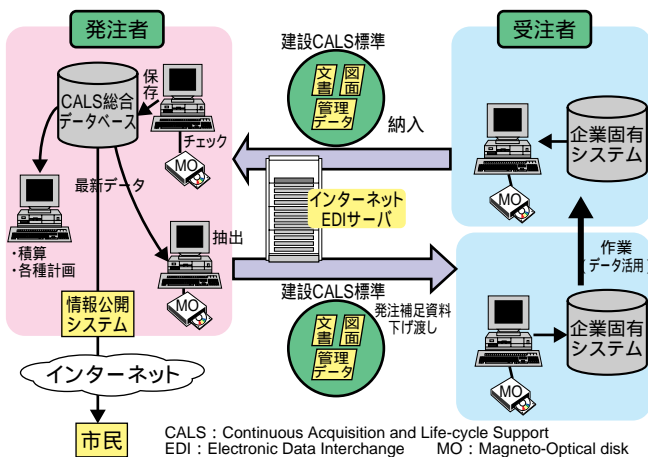 発注者
CALS総合
データベース
保存
チェック
MO
最新データ
・積算
・各種計画
抽出
MO
情報公開
システム
インターネット
市民
建設CALS標準
文書
図面
管理
データ
納入
インターネット
EDIサーバ
建設CALS標準
発注補足資料
下げ渡し
文書
図面
管理
データ
受注者
企業固有
システム
MO
作業
(データ活用)
企業固有
システム
MO
CALS:Continuous Acquisition and Life-cycle Support
EDI:Electronic Data Interchange MO:Magneto-Optical disk